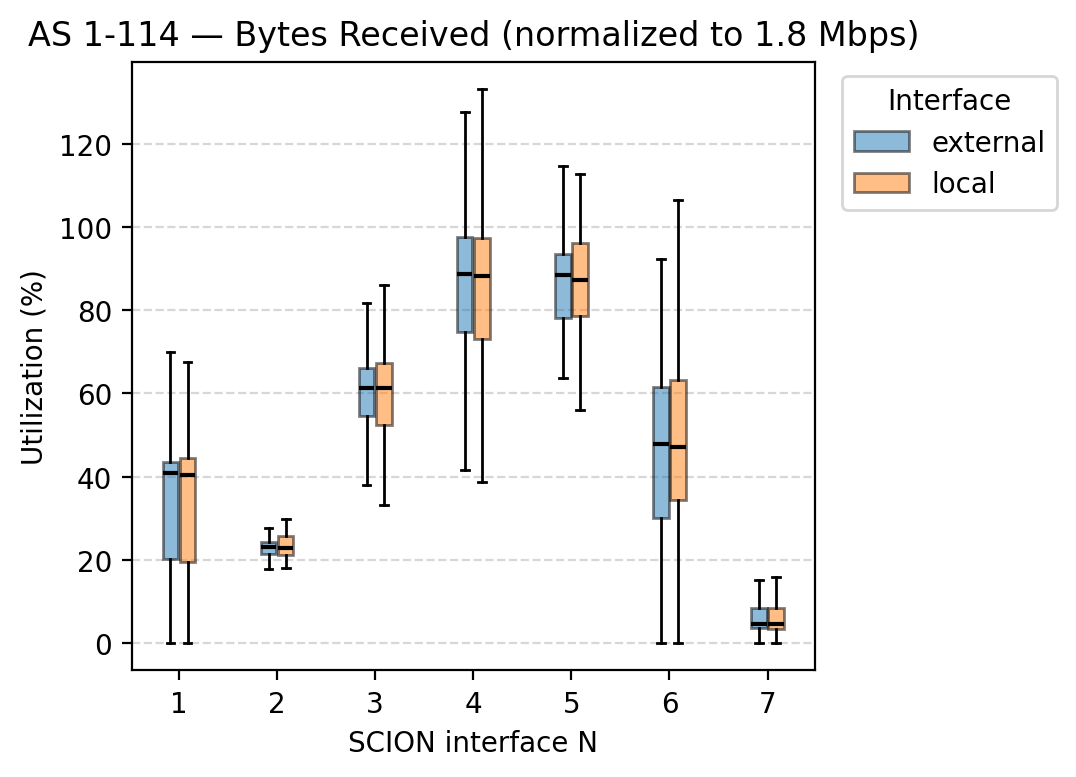 AS 1-114 — Bytes Received (normalized to 1.8 Mbps)
Interface
external
local
Utilization (%)
120
100
80
60
40
20
0
1 2 3 4 5 6 7
SCION interface N